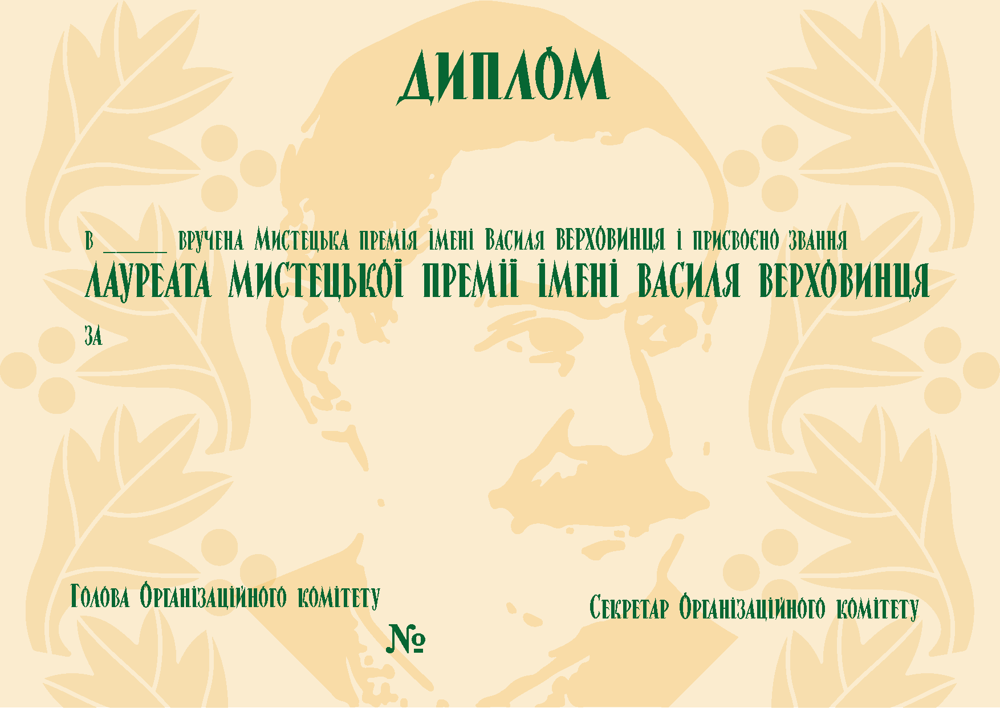 ДИПЛОМ
в _____ вручена Мистецька премія імені Василя ВЕРХОВИНЦЯ і присвоєно звання
ЛАУРЕАТА МИСТЕЦЬКОЇ ПРЕМІЇ ІМЕНІ ВАСИЛЯ ВЕРХОВИНЦЯ
за
Голова Організаційного комітету
Секретар Організаційного комітету
№